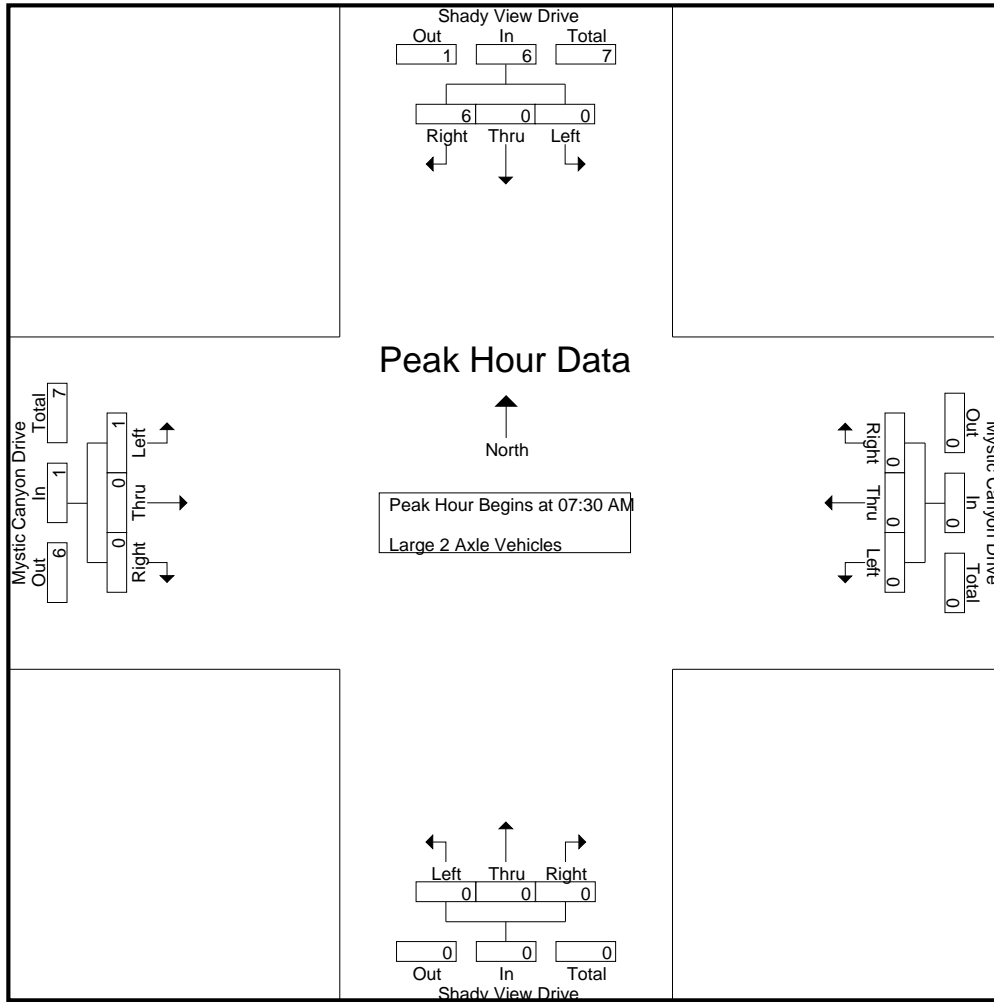 Shady View Drive
Out In Total
1 6 7
6 0 0
Right Thru Left
Peak Hour Data
North
Peak Hour Begins at 07:30 AM
Large 2 Axle Vehicles
Mystic Canyon Drive
Total In Out
7 1 6
1 0 0
Left Thru Right
Mystic Canyon Drive
Out In Total
0 0 0
0 0 0
Right Thru Left
Left Thru Right
0 0 0
0 0 0
Out In Total
Shady View Drive